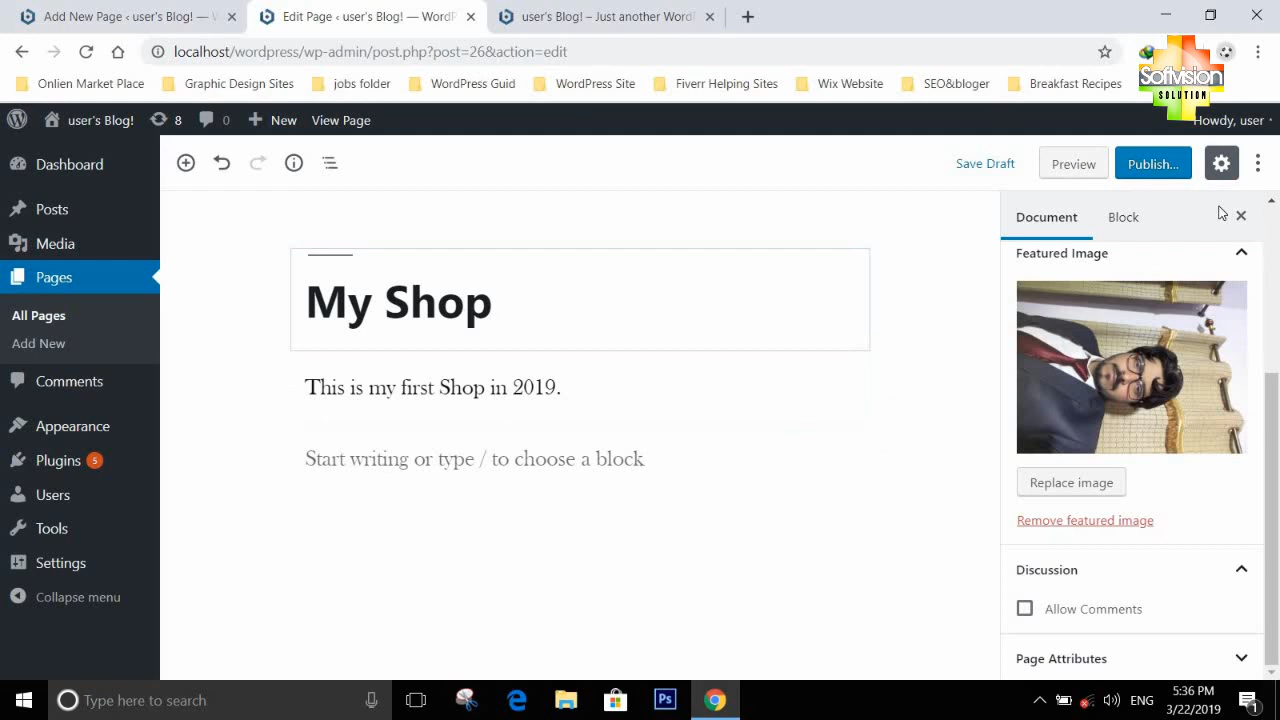 Add New Page ‹ user's Blog! — W
Edit Page ‹ user's Blog! — WordP
user's Blog! – Just another WordP
localhost/wordpress/wp-admin/post.php?post=26&action=edit
Onlien Market Place
Graphic Design Sites
jobs folder
WordPress Guid
WordPress Site
Fiverr Helping Sites
Wix Website
SEO&bloger
Breakfast Recipes
Softvision
SOLUTION
user's Blog!
8
0
New
View Page
Howdy, user
Dashboard
Posts
Media
Pages
All Pages
Add New
Comments
Appearance
Plugins 5
Users
Tools
Settings
Collapse menu
Save Draft
Preview
Publish...
My Shop
This is my first Shop in 2019.
Start writing or type / to choose a block
Document
Block
Featured Image
Replace image
Remove featured image
Discussion
Allow Comments
Page Attributes
Type here to search
Ps
ENG
5:36 PM
3/22/2019
1